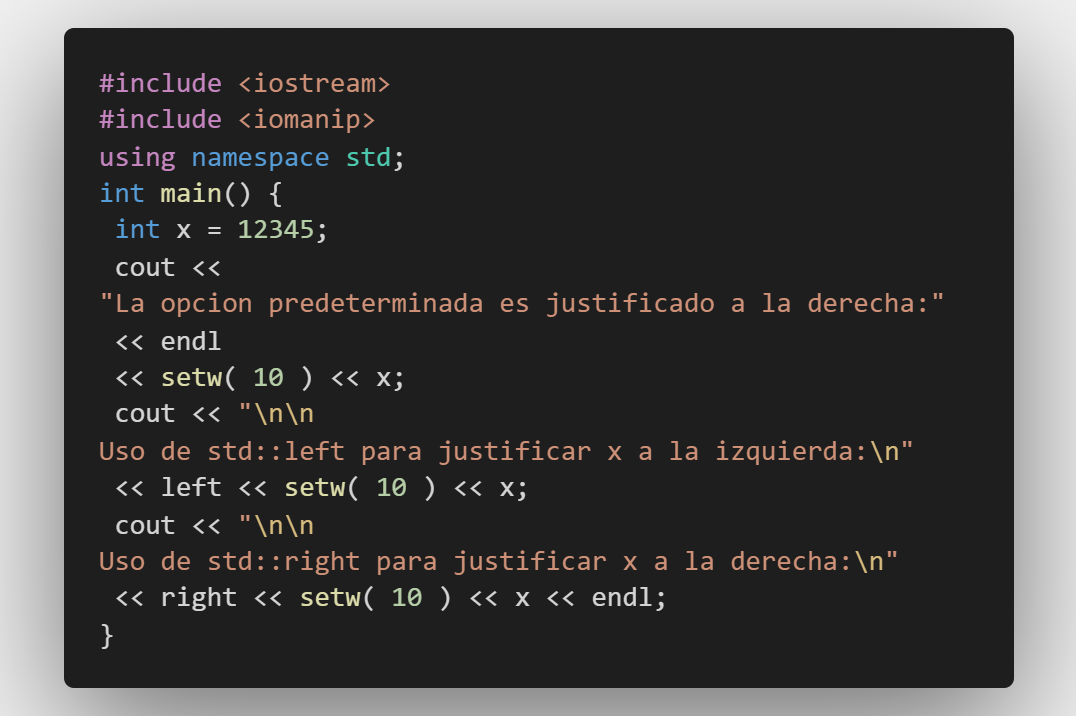 #include <iostream>
#include <iomanip>
using namespace std;
int main() {
 int x = 12345;
 cout <<
"La opcion predeterminada es justificado a la derecha:"
 << endl
 << setw( 10 ) << x;
 cout << "\n\n
Uso de std::left para justificar x a la izquierda:\n"
 << left << setw( 10 ) << x;
 cout << "\n\n
Uso de std::right para justificar x a la derecha:\n"
 << right << setw( 10 ) << x << endl;
}